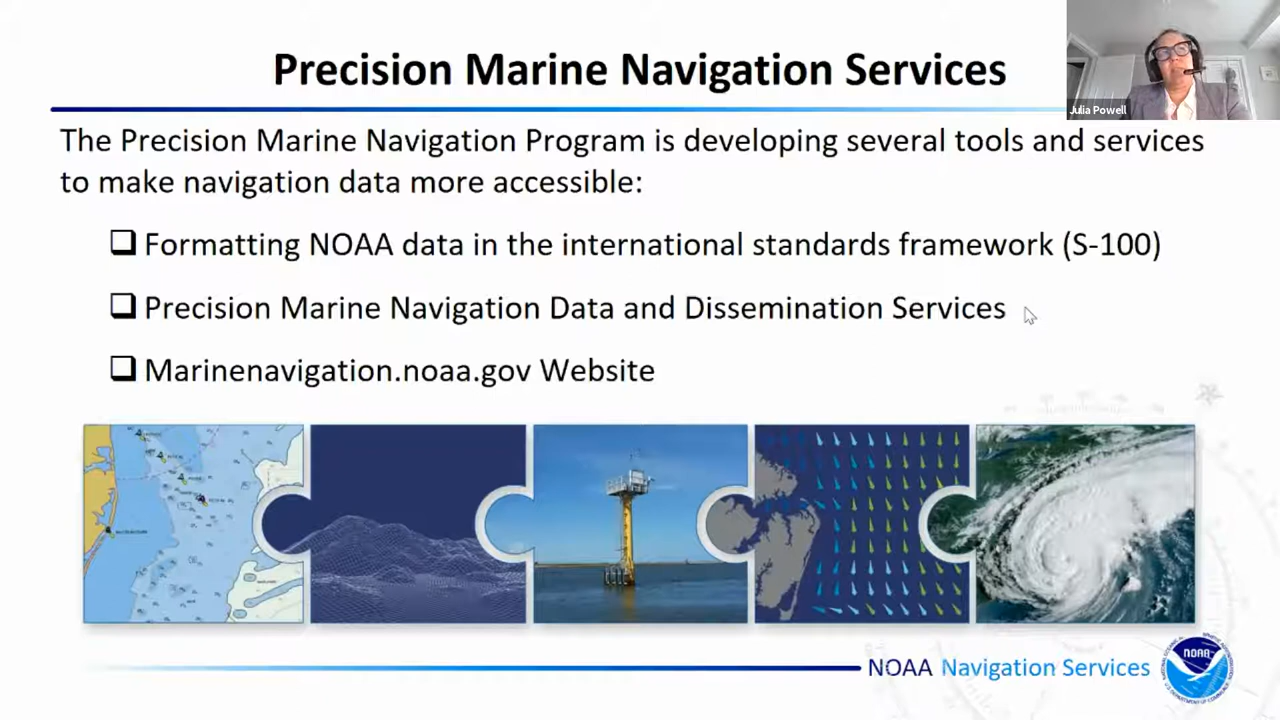 Precision Marine Navigation Services
Julia Powell
The Precision Marine Navigation Program is developing several tools and services
to make navigation data more accessible:
Formatting NOAA data in the international standards framework (S-100)
Precision Marine Navigation Data and Dissemination Services
Marinenavigation.noaa.gov Website
NOAA Navigation Services
NOAA